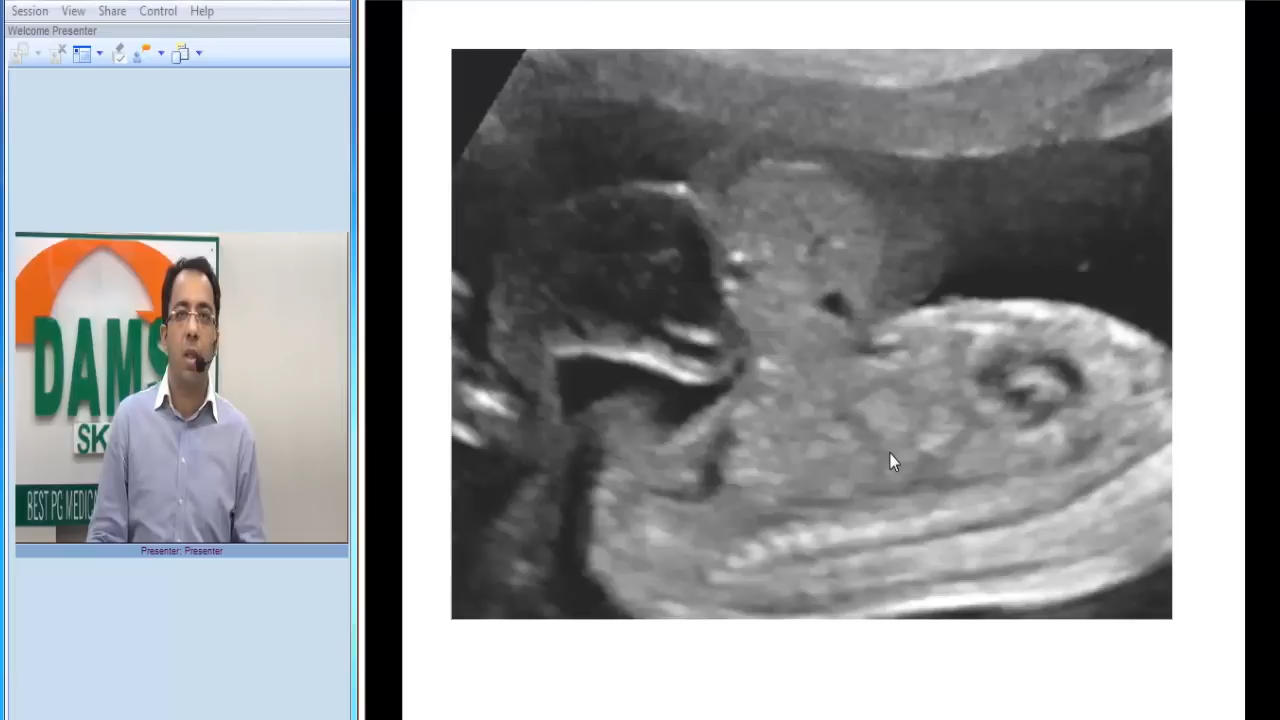 Session View Share Control Help
Welcome Presenter
DAMS
SK
BEST PG MEDICA
Presenter: Presenter